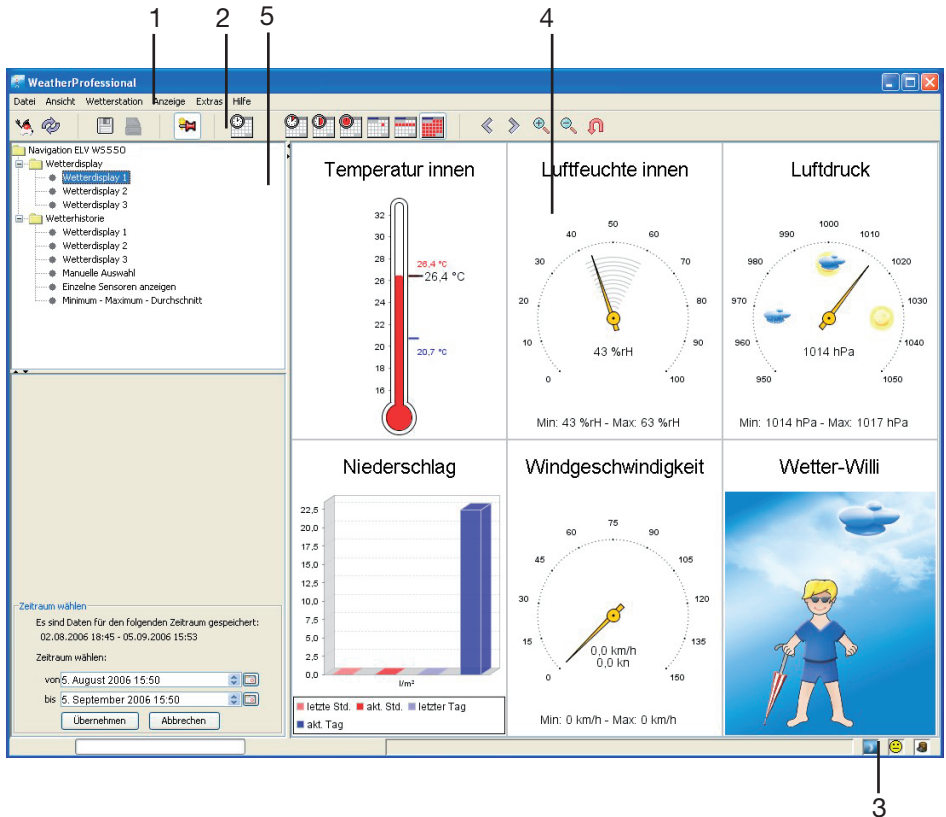 1 2 5 4
WeatherProfessional
Datei Ansicht Wetterstation Anzeige Extras Hilfe
Navigation ELV WS550
Wetterdisplay
Wetterdisplay 1
Wetterdisplay 2
Wetterdisplay 3
Wetterhistorie
Wetterdisplay 1
Wetterdisplay 2
Wetterdisplay 3
Manuelle Auswahl
Einzelne Sensoren anzeigen
Minimum - Maximum - Durchschnitt
Zeitraum wählen
Es sind Daten für den folgenden Zeitraum gespeichert:
02.08.2006 18:45 - 05.09.2006 15:53
Zeitraum wählen:
von 5. August 2006 15:50
bis 5. September 2006 15:50
Übernehmen Abbrechen
Temperatur innen
32
30
28
26
24
22
20
18
16
26,4 °C
26,4 °C
20,7 °C
Luftfeuchte innen
0 10 20 30 40 50 60 70 80 90 100
43 %rH
Min: 43 %rH - Max: 63 %rH
Luftdruck
950 960 970 980 990 1000 1010 1020 1030 1040 1050
1014 hPa
Min: 1014 hPa - Max: 1017 hPa
Niederschlag
22,5
20,0
17,5
15,0
12,5
10,0
7,5
5,0
2,5
0,0
l/m²
letzte Std. akt. Std. letzter Tag
akt. Tag
Windgeschwindigkeit
0 15 30 45 60 75 90 105 120 135 150
0,0 km/h
0,0 kn
Min: 0 km/h - Max: 0 km/h
Wetter-Willi
3